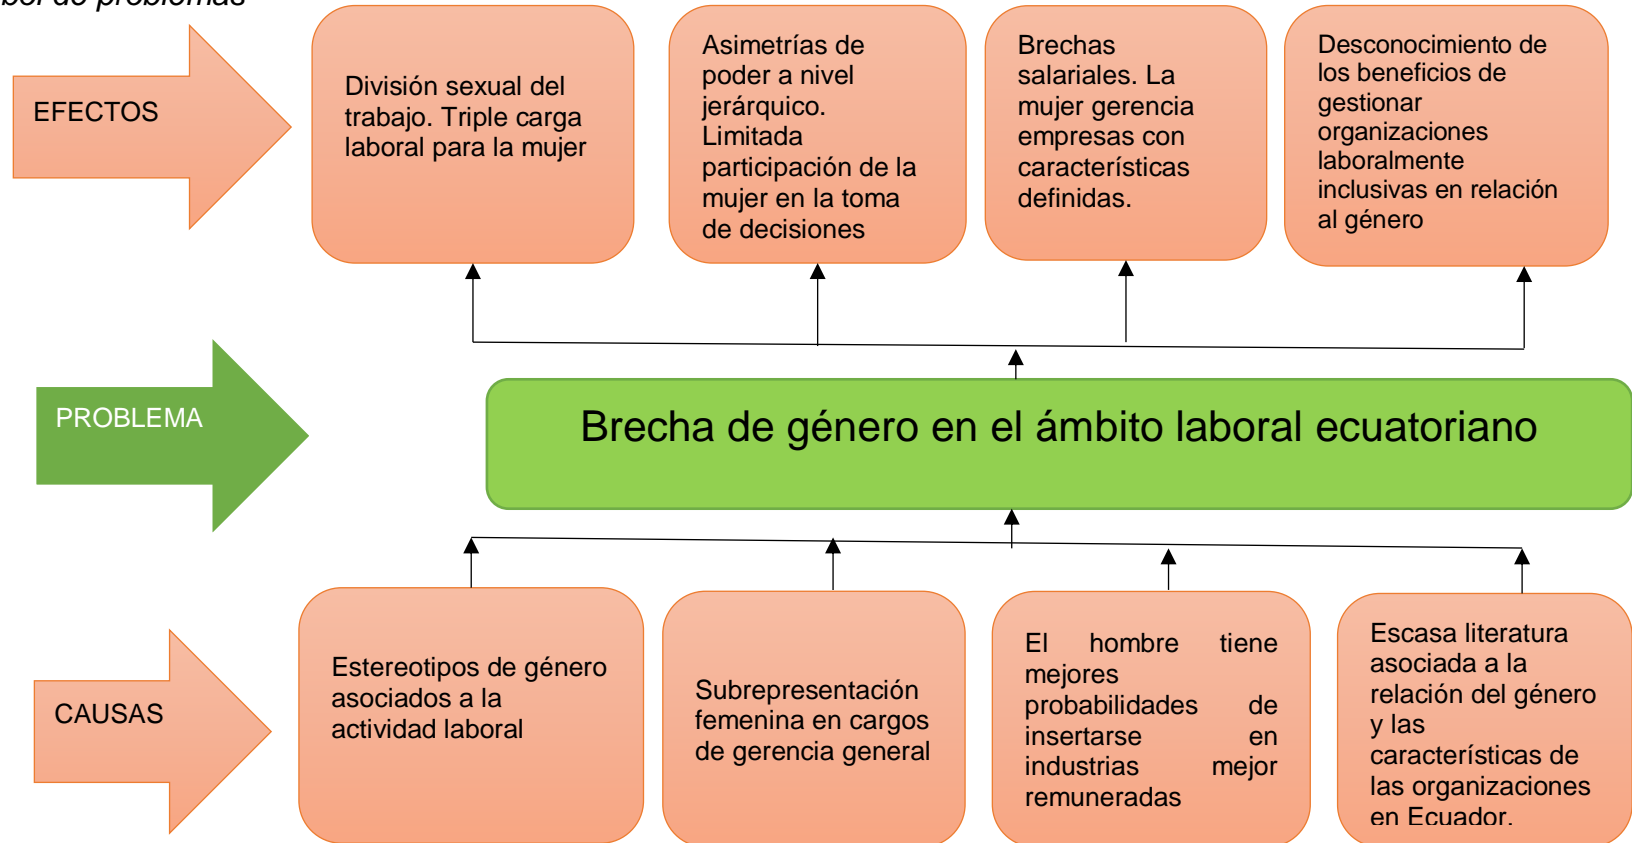 de problemas
EFECTOS
División sexual del
trabajo. Triple carga
laboral para la mujer
Asimetrías de
poder a nivel
jerárquico.
Limitada
participación de la
mujer en la toma
de decisiones
Brechas
salariales. La
mujer gerencia
empresas con
características
definidas.
Desconocimiento de
los beneficios de
gestionar
organizaciones
laboralmente
inclusivas en relación
al género
PROBLEMA
Brecha de género en el ámbito laboral ecuatoriano
CAUSAS
Estereotipos de género
asociados a la
actividad laboral
Subrepresentación
femenina en cargos
de gerencia general
El hombre tiene
mejores
probabilidades de
insertarse en
industrias mejor
remuneradas
Escasa literatura
asociada a la
relación del género
y las
características de
las organizaciones
en Ecuador.